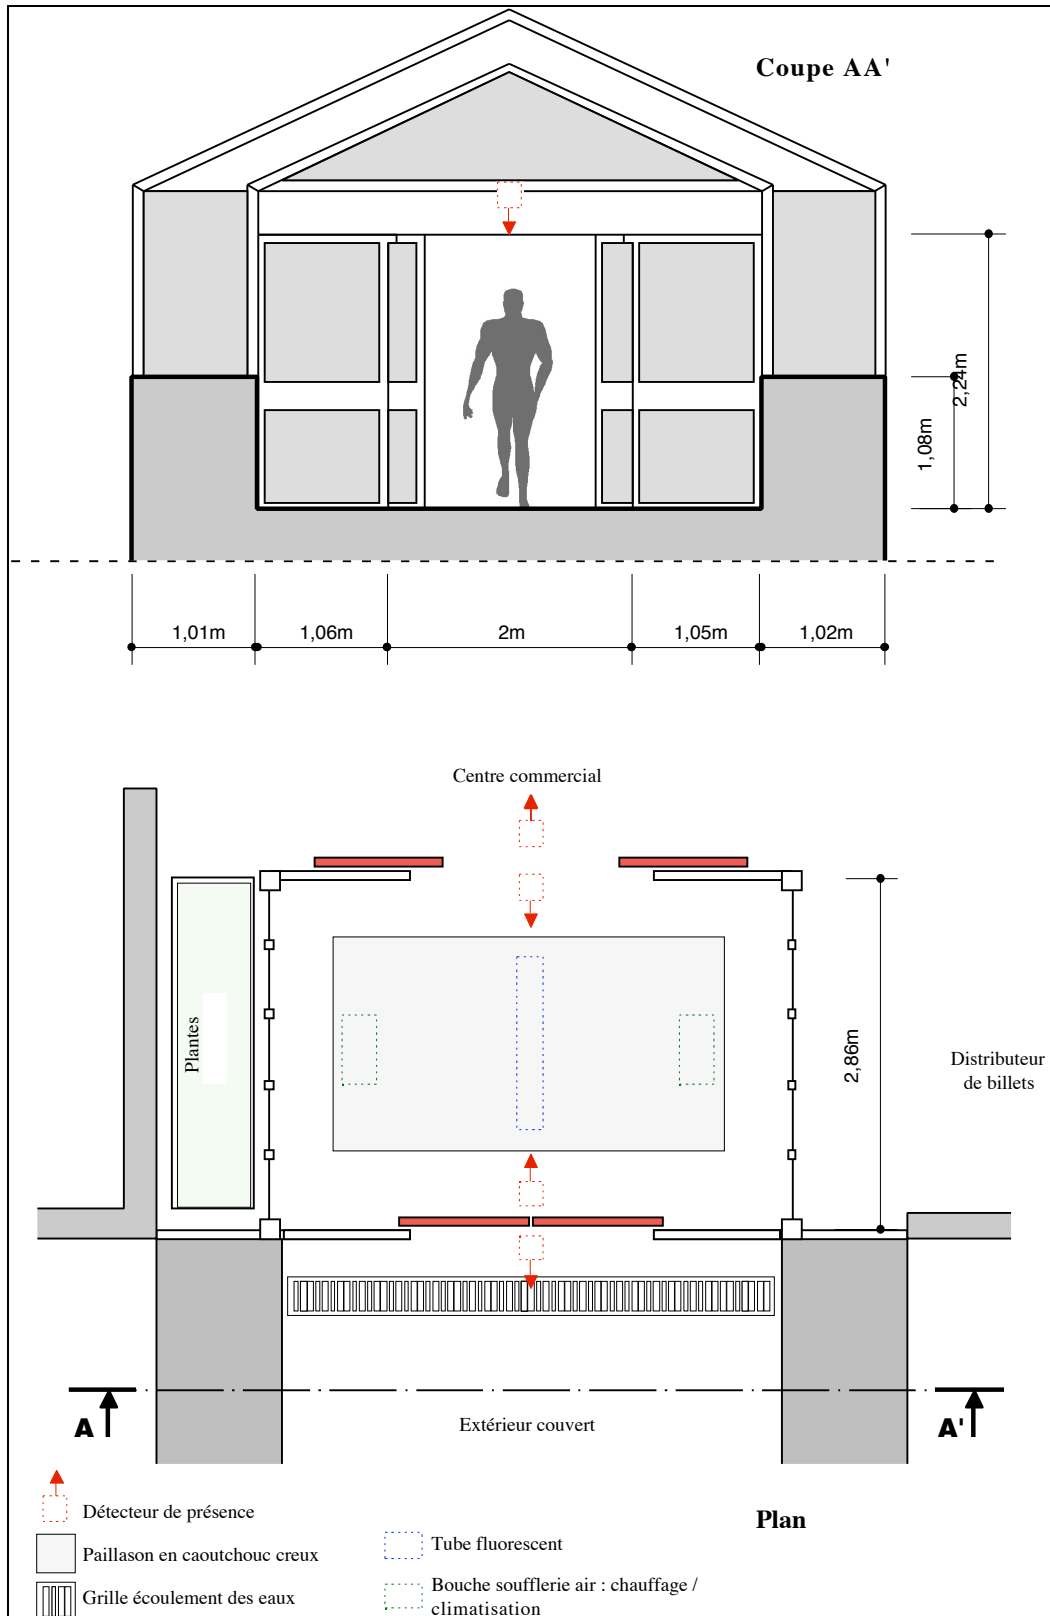 Coupe AA'
2,24m
1,08m
1,01m
1,06m
2m
1,05m
1,02m
Centre commercial
Plantes
2,86m
Distributeur
de billets
A
Extérieur couvert
A'
Détecteur de présence
Plan
Paillason en caoutchouc creux
Tube fluorescent
Grille écoulement des eaux
Bouche soufflerie air : chauffage /
climatisation